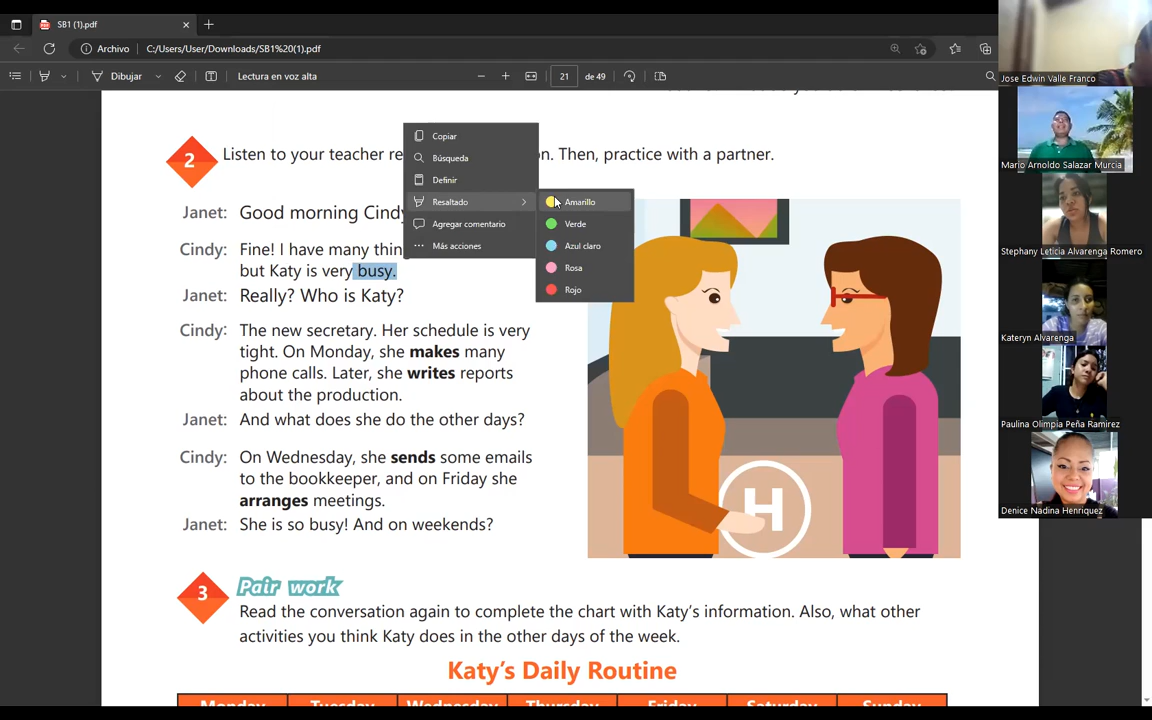 SB1 (1).pdf
Archivo C:/Users/User/Downloads/SB1%20(1).pdf
Dibujar Lectura en voz alta 21 de 49
2 Listen to your teacher re on. Then, practice with a partner.
Copiar
Búsqueda
Definir
Resaltado
Agregar comentario
Más acciones
Amarillo
Verde
Azul claro
Rosa
Rojo
Janet: Good morning Cindy
Cindy: Fine! I have many thin
but Katy is very busy.
Janet: Really? Who is Katy?
Cindy: The new secretary. Her schedule is very
tight. On Monday, she makes many
phone calls. Later, she writes reports
about the production.
Janet: And what does she do the other days?
Cindy: On Wednesday, she sends some emails
to the bookkeeper, and on Friday she
arranges meetings.
Janet: She is so busy! And on weekends?
H
3 Pair work
Read the conversation again to complete the chart with Katy's information. Also, what other
activities you think Katy does in the other days of the week.
Katy's Daily Routine
Monday Tuesday Wednesday Thursday Friday Saturday Sunday
Jose Edwin Valle Franco
Mario Arnoldo Salazar Murcia
Stephany Leticia Alvarenga Romero
Kateryn Alvarenga
Paulina Olimpia Peña Ramirez
Denice Nadina Henriquez